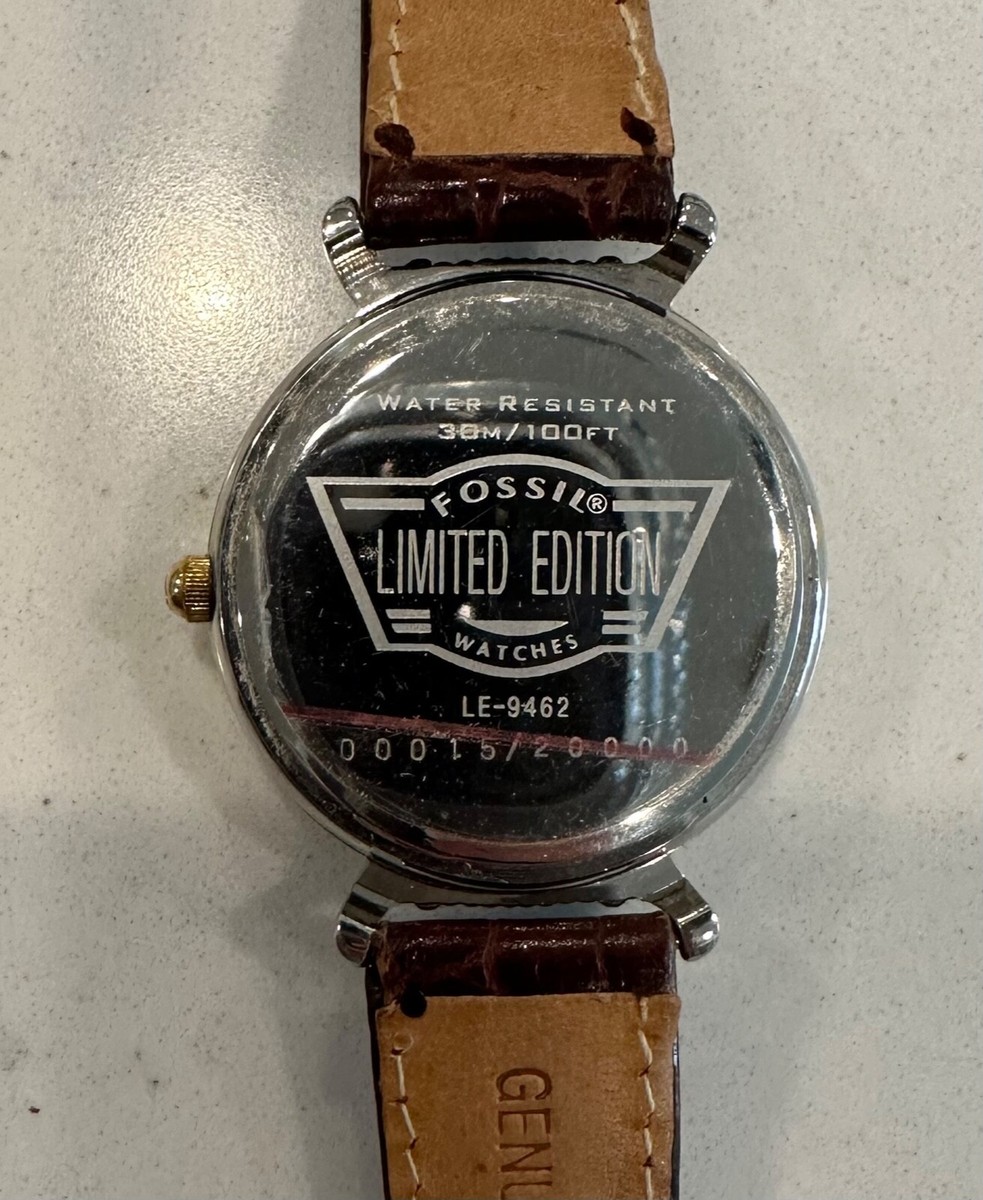 WATER RESISTANT
30M/100FT
FOSSIL®
LIMITED EDITION
WATCHES
LE-9462
00015/20000
GENU